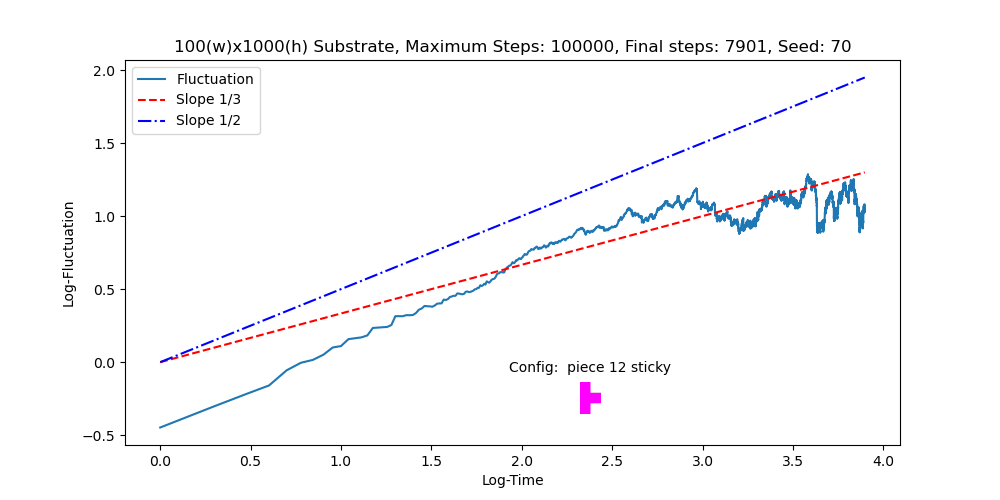 100(w)x1000(h) Substrate, Maximum Steps: 100000, Final steps: 7901, Seed: 70
Fluctuation
Slope 1/3
Slope 1/2
2.0
1.5
1.0
0.5
0.0
−0.5
Log-Fluctuation
Config:  piece 12 sticky
0.0 0.5 1.0 1.5 2.0 2.5 3.0 3.5 4.0
Log-Time